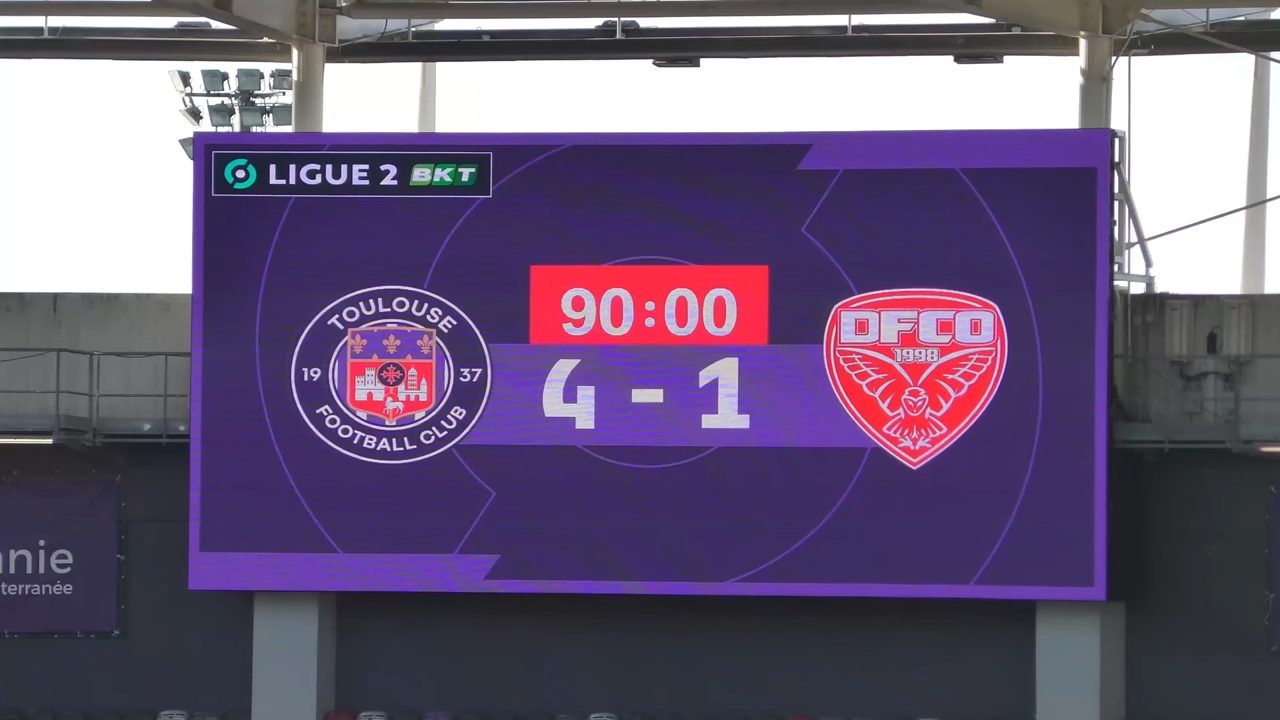 LIGUE 2 BKT
TOULOUSE
19 37
FOOTBALL CLUB
90:00
4 - 1
DFCO
1998
nie
terranée